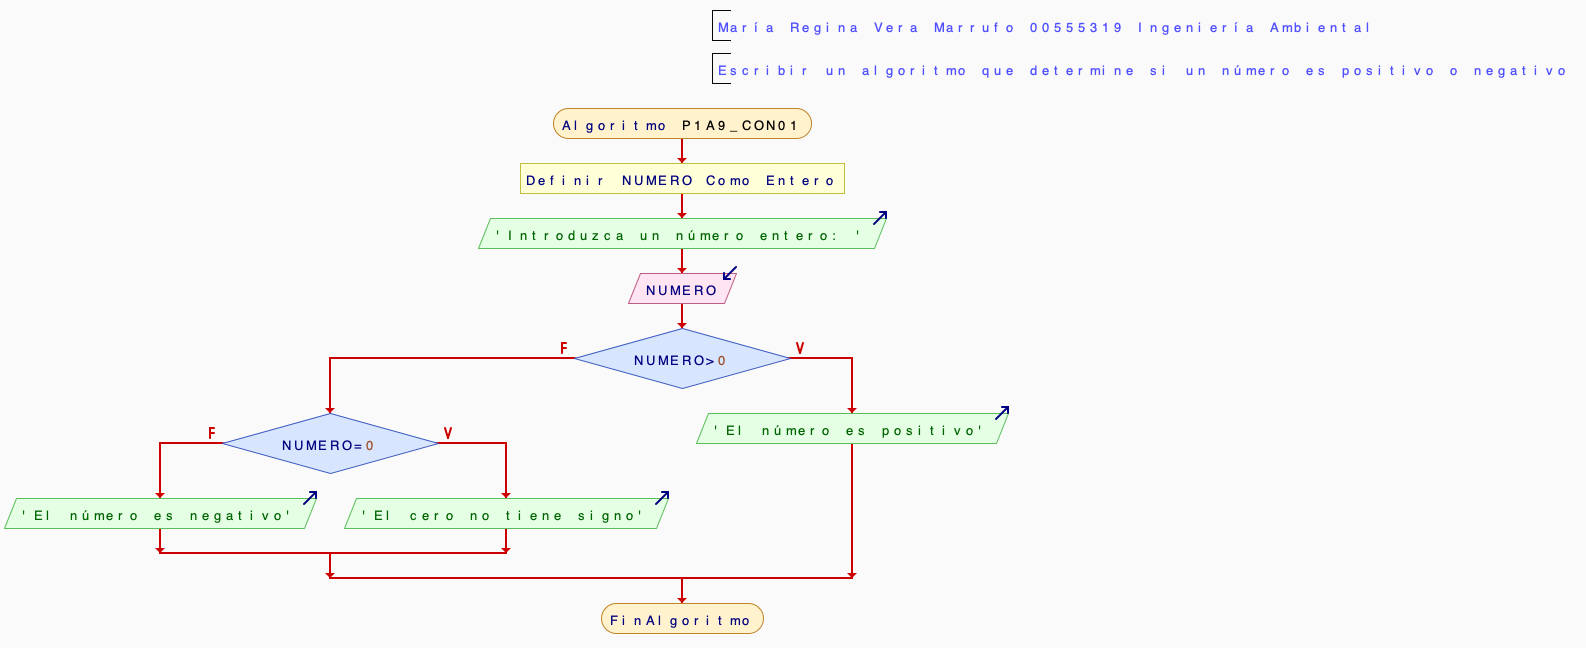 María Regina Vera Marrufo 00555319 Ingeniería Ambiental
Escribir un algoritmo que determine si un número es positivo o negativo
Algoritmo P1A9_CON01
Definir NUMERO Como Entero
'Introduzca un número entero: '
NUMERO
F
NUMERO>0
V
F
NUMERO=0
V
'El número es positivo'
'El número es negativo'
'El cero no tiene signo'
FinAlgoritmo